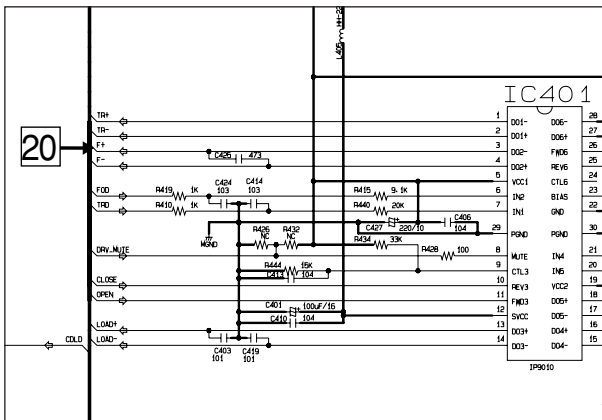 HH-22
L405
IC401
TR+ 1 DO1- DO6- 28
TR- 2 DO1+ DO6+ 27
20
F+ 3 DO2- FWD6 26
C426 473
F- 4 DO2+ REV6 25
5 VCC1 CTL6 24
C424 103 C414 103
FOD R419 1K R415 9.1K 6 IN2 BIAS 23
TRD R410 1K R440 20K 7 IN1 GND 22
C427 220/10 C406 104
MGND
29 PGND PGND 30
R426 NC R432 NC
R434 33K
DRV_MUTE R428 100 8 MUTE IN4 21
R444 15K
9 CTL3 IN5 20
C413 104
CLOSE 10 REV3 VCC2 19
OPEN 11 FWD3 DO5+ 18
C401 100uF/16 12 SVCC DO5- 17
C410 104
LOAD+ 13 DO3+ DO4+ 16
CDLD LOAD- 14 DO3- DO4- 15
C403 101 C419 101
IP9010